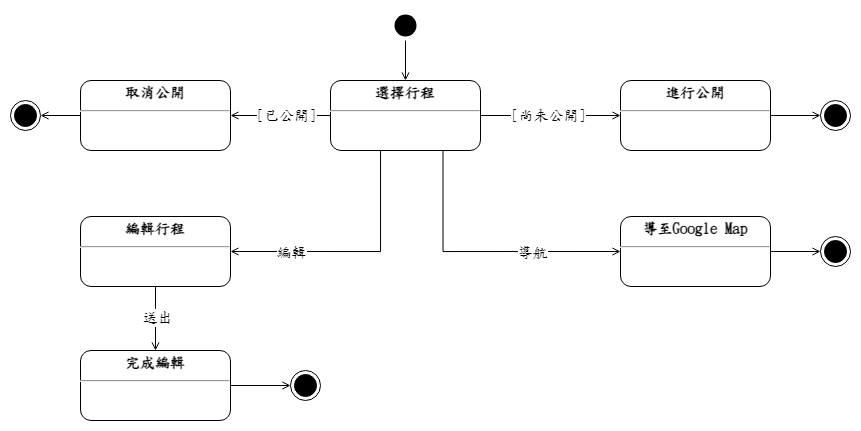 取消公開
選擇行程
進行公開
[已公開]
[尚未公開]
編輯行程
導至Google Map
編輯
導航
送出
完成編輯